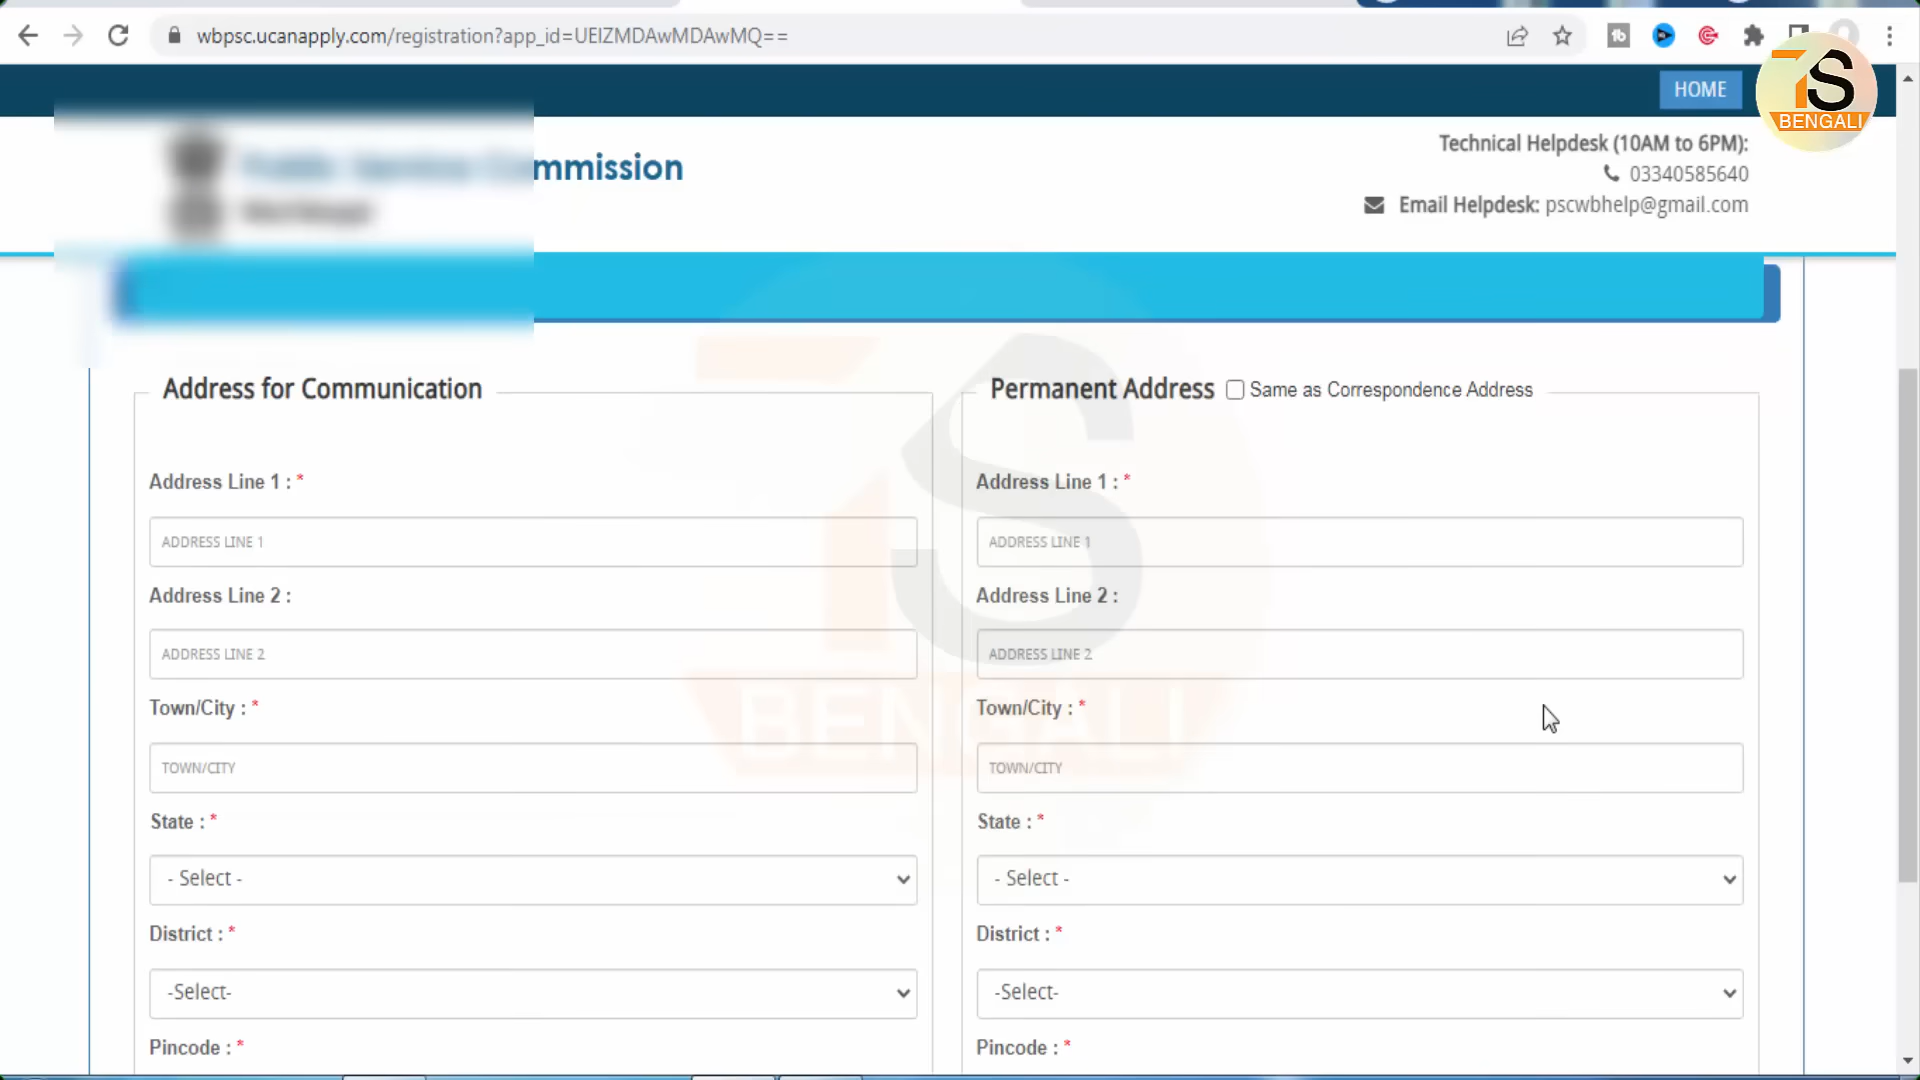 wbpsc.ucanapply.com/registration?app_id=UEIZMDAwMDAwMQ==
HOME
7S
BENGALI
mmission
Technical Helpdesk (10AM to 6PM):
03340585640
Email Helpdesk: pscwbhelp@gmail.com
Address for Communication
Permanent Address Same as Correspondence Address
Address Line 1 : *
Address Line 1 : *
ADDRESS LINE 1
ADDRESS LINE 1
Address Line 2 :
Address Line 2 :
ADDRESS LINE 2
ADDRESS LINE 2
Town/City : *
Town/City : *
BENGALI
TOWN/CITY
TOWN/CITY
State : *
State : *
- Select -
- Select -
District : *
District : *
-Select-
-Select-
Pincode : *
Pincode : *